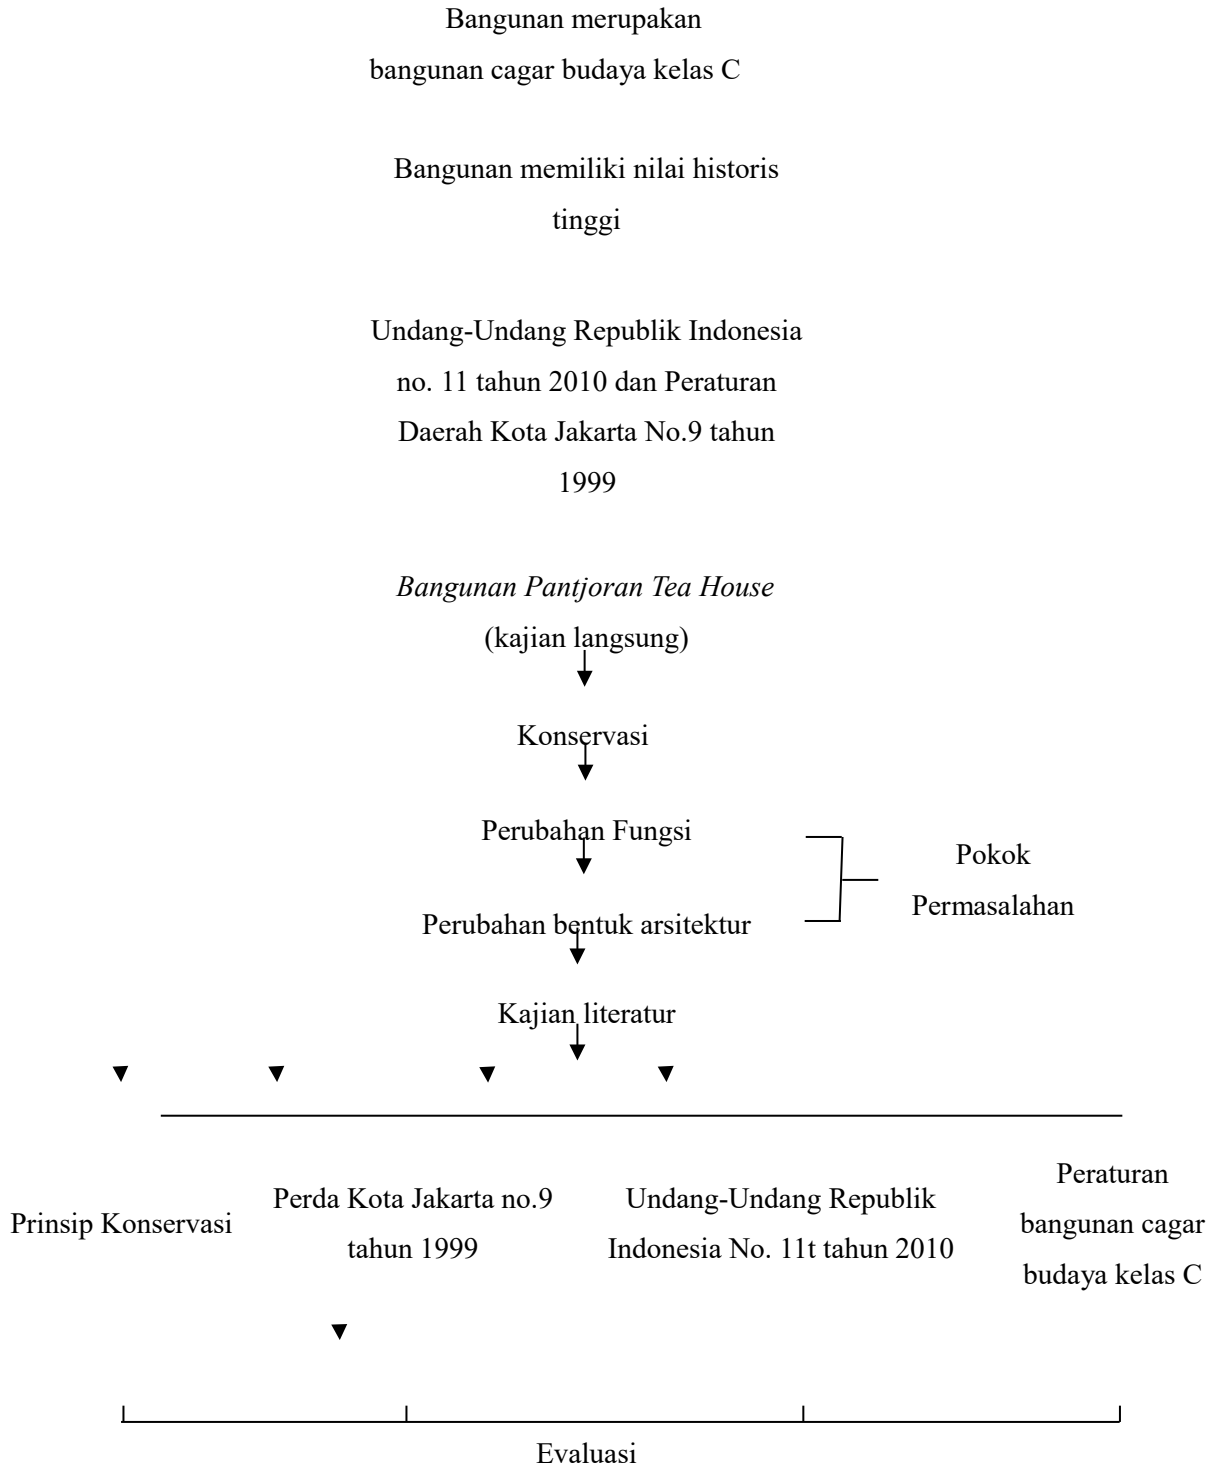 Bangunan merupakan
bangunan cagar budaya kelas C
Bangunan memiliki nilai historis
tinggi
Undang-Undang Republik Indonesia
no. 11 tahun 2010 dan Peraturan
Daerah Kota Jakarta No.9 tahun
1999
Bangunan Pantjoran Tea House
(kajian langsung)
Konservasi
Perubahan Fungsi
Pokok
Permasalahan
Perubahan bentuk arsitektur
Kajian literatur
Prinsip Konservasi
Perda Kota Jakarta no.9
tahun 1999
Undang-Undang Republik
Indonesia No. 11t tahun 2010
Peraturan
bangunan cagar
budaya kelas C
Evaluasi